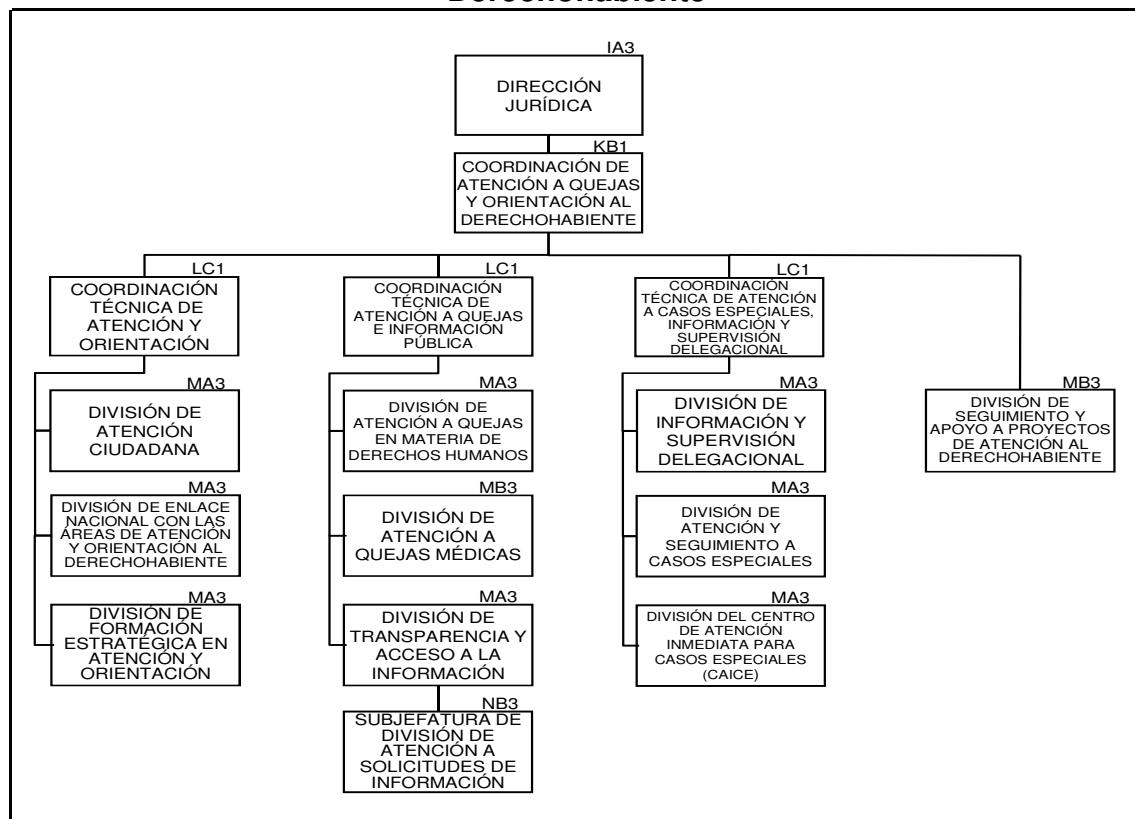 Derechohabiente
IA3
DIRECCIÓN
JURÍDICA
KB1
COORDINACIÓN DE
ATENCIÓN A QUEJAS
Y ORIENTACIÓN AL
DERECHOHABIENTE
LC1
COORDINACIÓN
TÉCNICA DE
ATENCIÓN Y
ORIENTACIÓN
MA3
DIVISIÓN DE
ATENCIÓN
CIUDADANA
MA3
DIVISIÓN DE ENLACE
NACIONAL CON LAS
ÁREAS DE ATENCIÓN
Y ORIENTACIÓN AL
DERECHOHABIENTE
MA3
DIVISIÓN DE
FORMACIÓN
ESTRATÉGICA EN
ATENCIÓN Y
ORIENTACIÓN
LC1
COORDINACIÓN
TÉCNICA DE
ATENCIÓN A QUEJAS
E INFORMACIÓN
PÚBLICA
MA3
DIVISIÓN DE
ATENCIÓN A QUEJAS
EN MATERIA DE
DERECHOS HUMANOS
MB3
DIVISIÓN DE
ATENCIÓN A
QUEJAS MÉDICAS
MA3
DIVISIÓN DE
TRANSPARENCIA Y
ACCESO A LA
INFORMACIÓN
NB3
SUBJEFATURA DE
DIVISIÓN DE
ATENCIÓN A
SOLICITUDES DE
INFORMACIÓN
LC1
COORDINACIÓN
TÉCNICA DE ATENCIÓN
A CASOS ESPECIALES,
INFORMACIÓN Y
SUPERVISIÓN
DELEGACIONAL
MA3
DIVISIÓN DE
INFORMACIÓN Y
SUPERVISIÓN
DELEGACIONAL
MA3
DIVISIÓN DE
ATENCIÓN Y
SEGUIMIENTO A
CASOS ESPECIALES
MA3
DIVISIÓN DEL CENTRO
DE ATENCIÓN
INMEDIATA PARA
CASOS ESPECIALES
(CAICE)
MB3
DIVISIÓN DE
SEGUIMIENTO Y
APOYO A PROYECTOS
DE ATENCIÓN AL
DERECHOHABIENTE